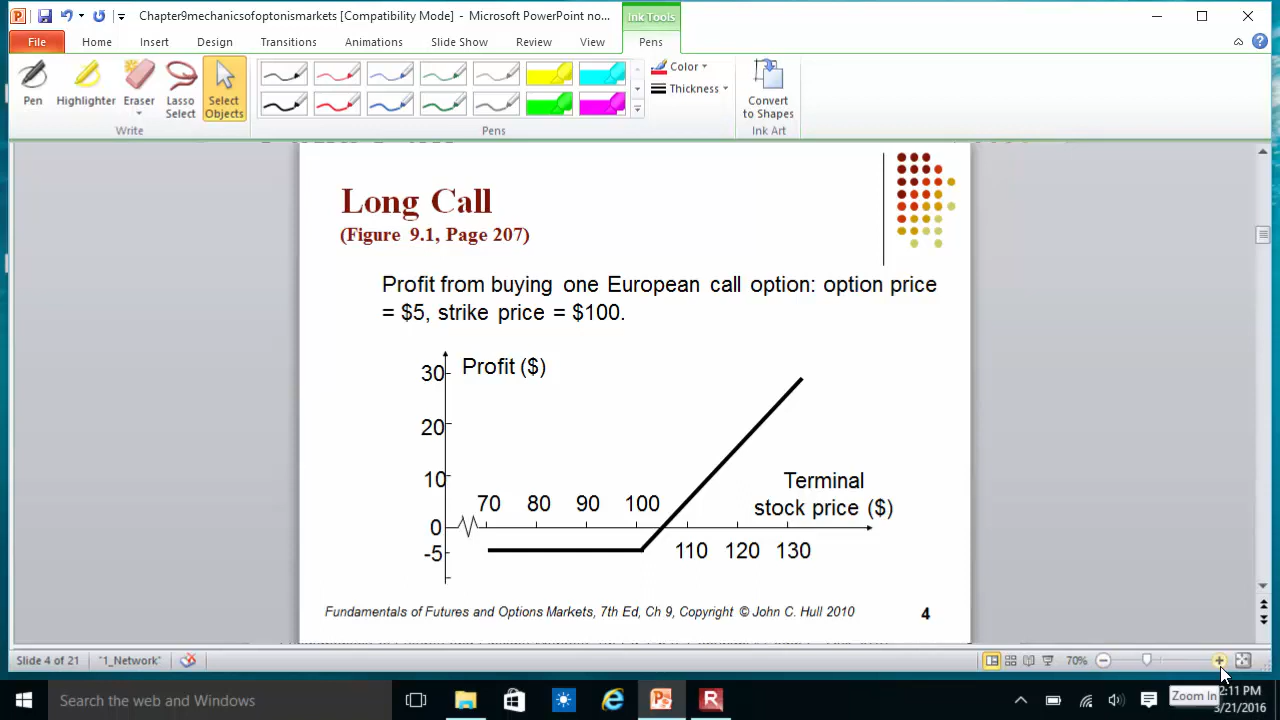 Chapter9mechanicsofoptonismarkets [Compatibility Mode] - Microsoft PowerPoint no...
Ink Tools
File Home Insert Design Transitions Animations Slide Show Review View Pens
Pen
Highlighter
Eraser
Lasso
Select
Select
Objects
Color
Thickness
Convert
to Shapes
Write
Pens
Ink Art
Long Call
(Figure 9.1, Page 207)
Profit from buying one European call option: option price
= $5, strike price = $100.
Profit ($)
30
20
10
0
-5
70 80 90 100
110 120 130
Terminal
stock price ($)
Fundamentals of Futures and Options Markets, 7th Ed, Ch 9, Copyright © John C. Hull 2010
4
Slide 4 of 21
"1_Network"
70%
Zoom In
Search the web and Windows
2:11 PM
3/21/2016